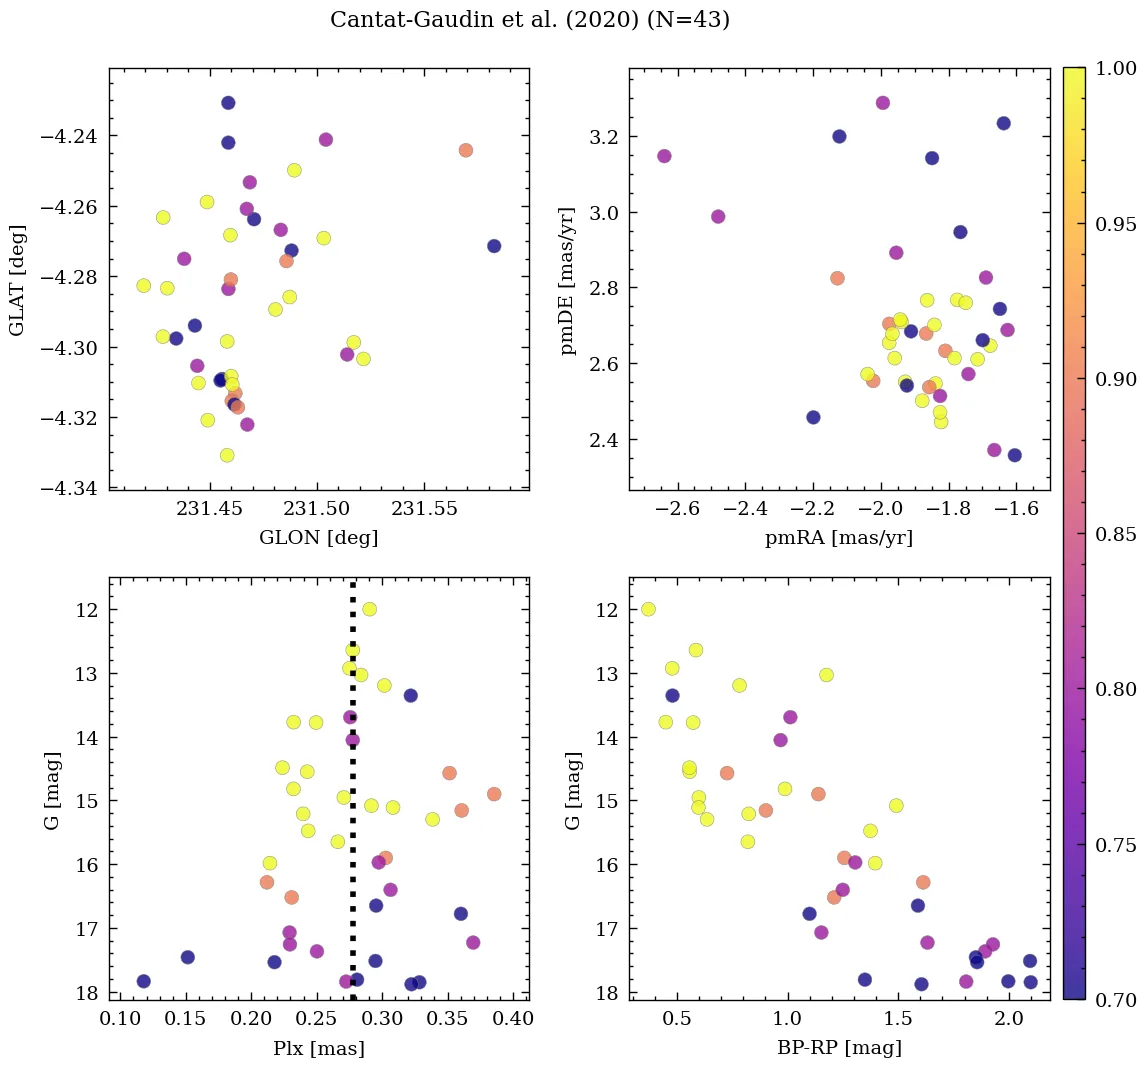 Cantat-Gaudin et al. (2020) (N=43)
GLAT [deg]
−4.24
−4.26
−4.28
−4.30
−4.32
−4.34
231.45 231.50 231.55
GLON [deg]
pmDE [mas/yr]
3.2
3.0
2.8
2.6
2.4
−2.6 −2.4 −2.2 −2.0 −1.8 −1.6
pmRA [mas/yr]
G [mag]
12
13
14
15
16
17
18
0.10 0.15 0.20 0.25 0.30 0.35 0.40
Plx [mas]
G [mag]
12
13
14
15
16
17
18
0.5 1.0 1.5 2.0
BP-RP [mag]
1.00
0.95
0.90
0.85
0.80
0.75
0.70